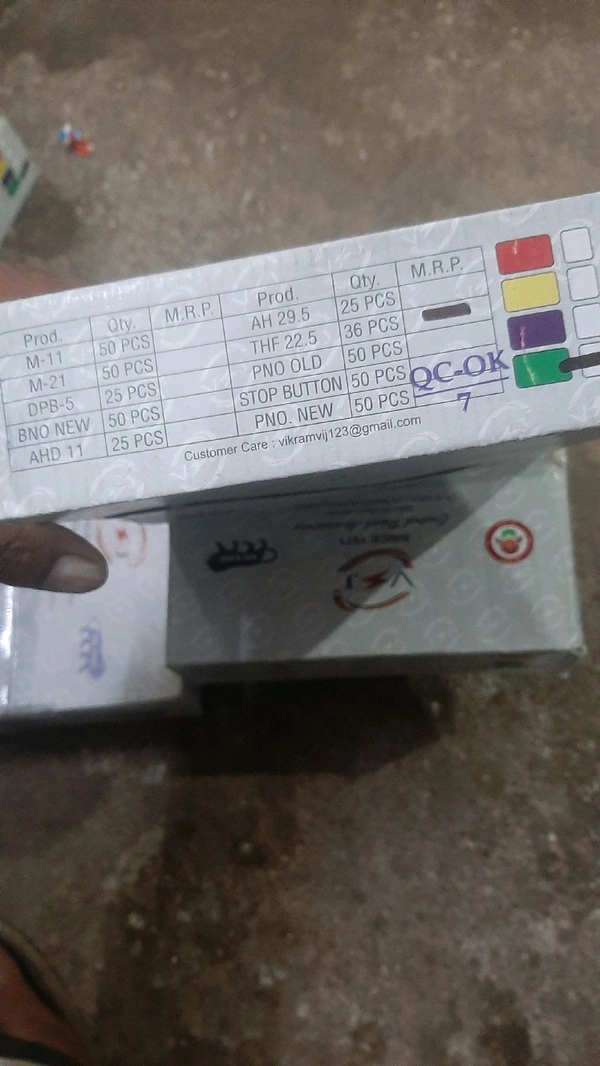 Prod. Qty. M.R.P. Prod. Qty. M.R.P.
M-11 50 PCS AH 29.5 25 PCS
M-21 50 PCS THF 22.5 36 PCS
DPB-5 25 PCS PNO OLD 50 PCS
BNO NEW 50 PCS STOP BUTTON 50 PCS
AHD 11 25 PCS PNO. NEW 50 PCS
QC-OK
7
Customer Care : vikramvij123@gmail.com
SINCE 1971